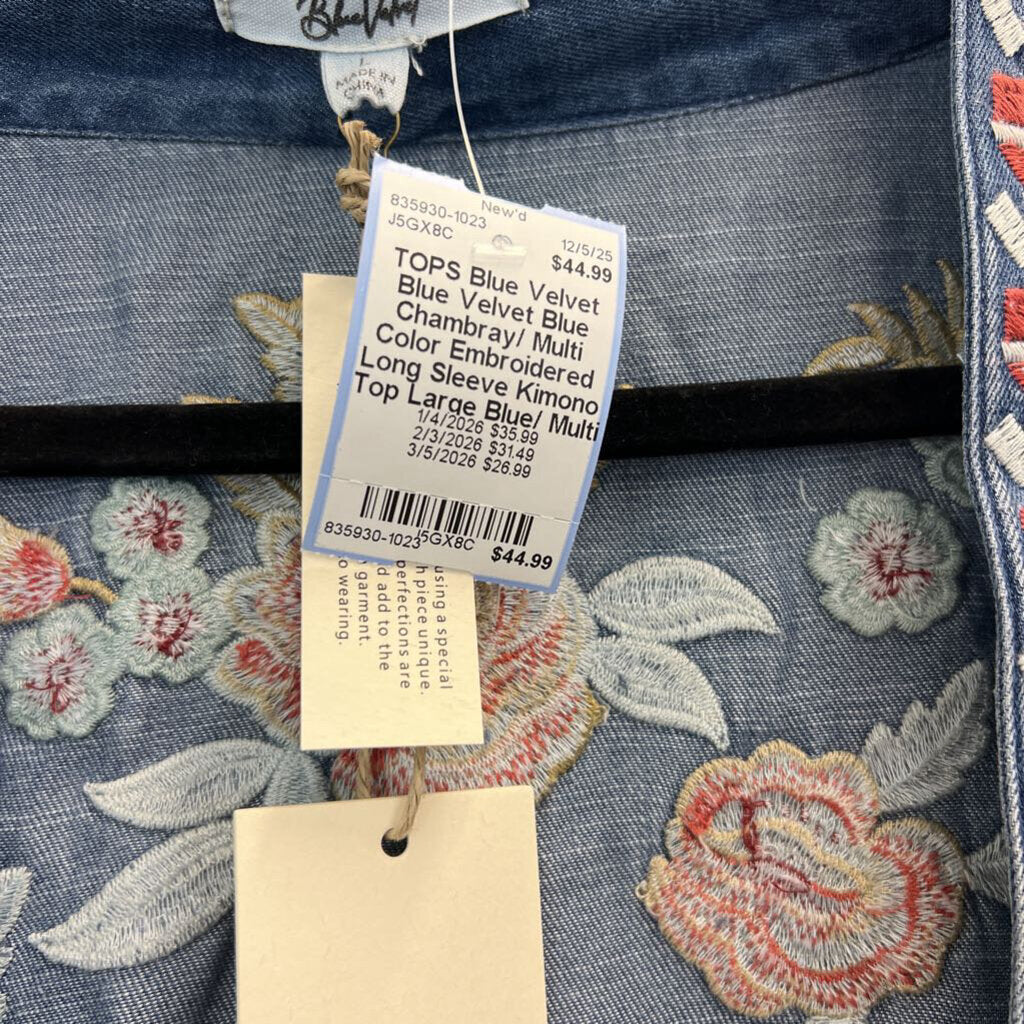 Blue Velvet
L
MADE IN
CHINA
New'd
835930-1023
J5GX8C
12/5/25
$44.99
TOPS Blue Velvet
Blue Velvet Blue
Chambray/ Multi
Color Embroidered
Long Sleeve Kimono
Top Large Blue/ Multi
1/4/2026 $35.99
2/3/2026 $31.49
3/5/2026 $26.99
835930-1023
J5GX8C
$44.99
using a special
piece unique.
perfections are
d add to the
garment.
wearing.